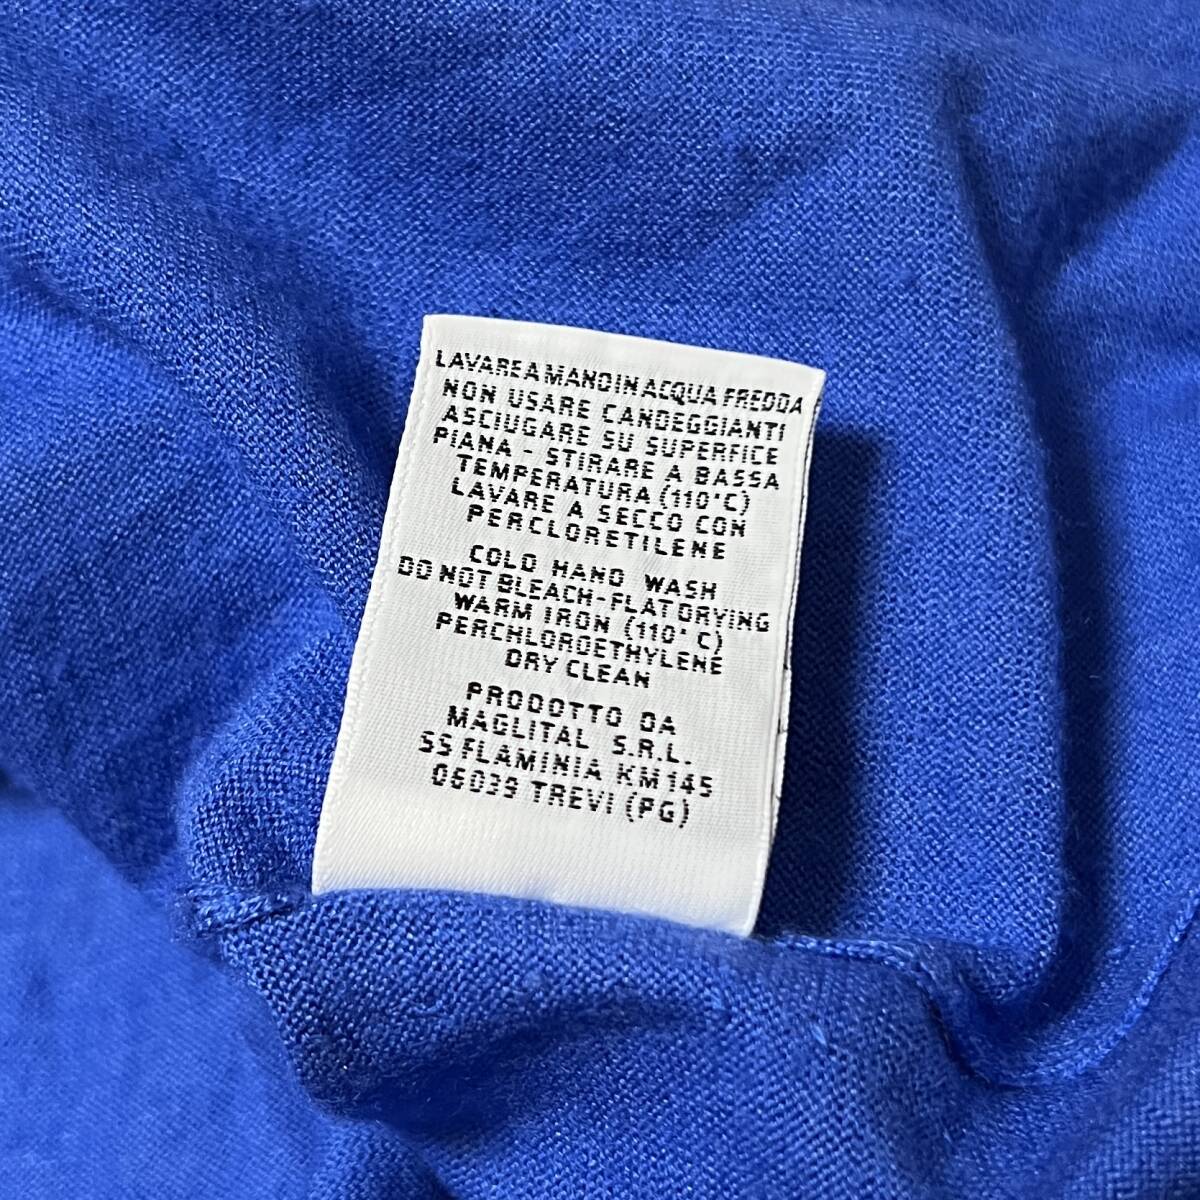 LAVARE A MANO IN ACQUA FREDDA
NON USARE CANDEGGIANTI
ASCIUGARE SU SUPERFICE
PIANA - STIRARE A BASSA
TEMPERATURA (110°C)
LAVARE A SECCO CON
PERCLORETILENE
COLD HAND WASH
DO NOT BLEACH-FLAT DRYING
WARM IRON (110° C)
PERCHLOROETHYLENE
DRY CLEAN
PRODOTTO DA
MAGLITAL S.R.L.
SS FLAMINIA KM 145
06039 TREVI (PG)